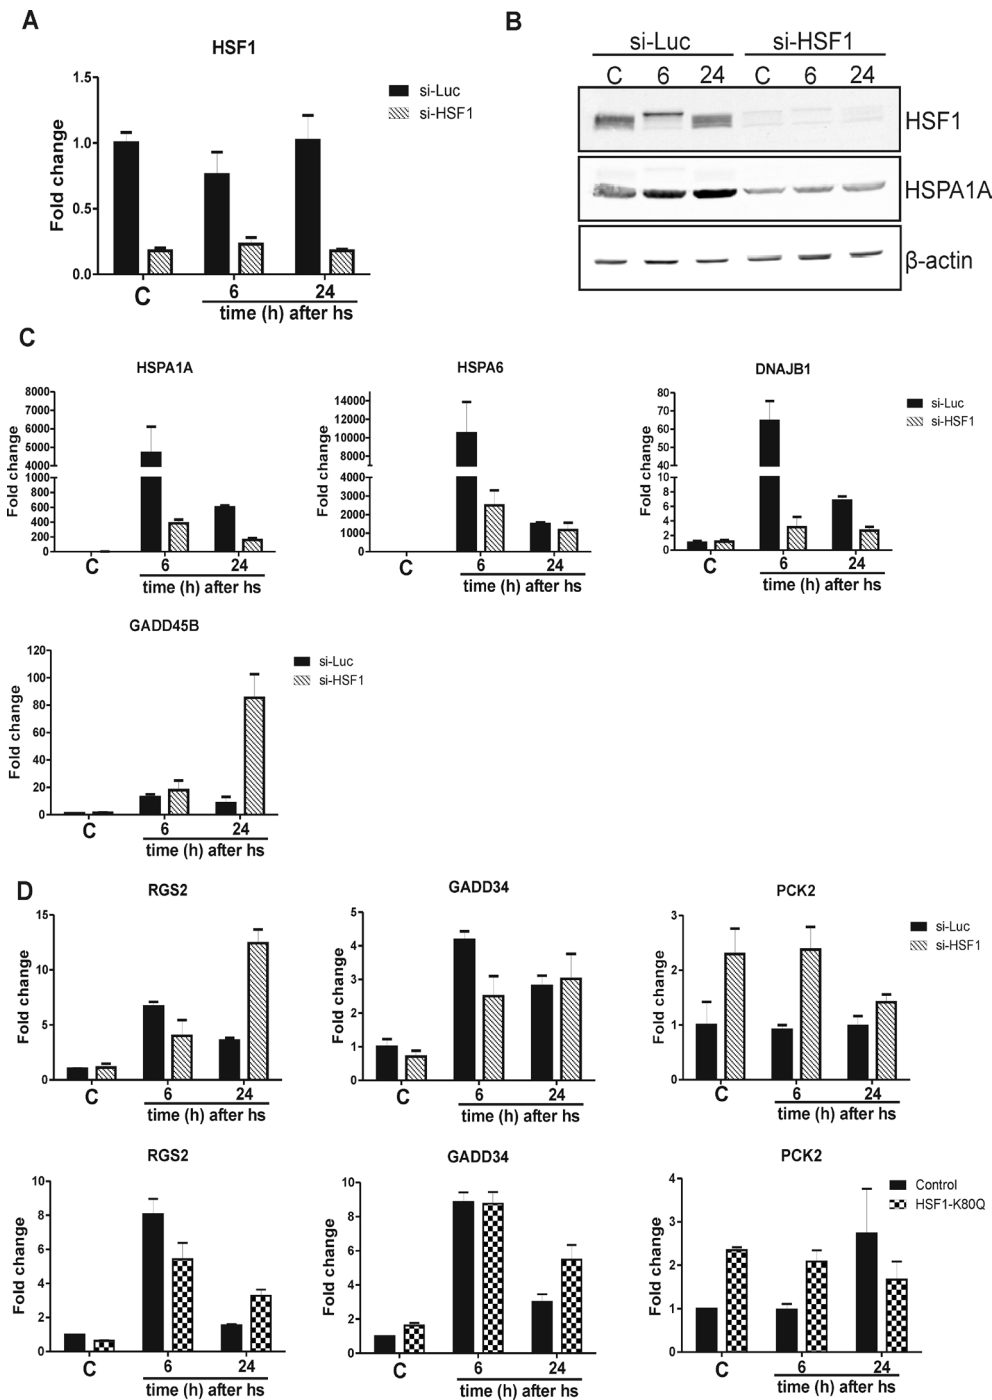 A
HSF1
Fold change
1.5
1.0
0.5
0.0
C
6
24
time (h) after hs
si-Luc
si-HSF1
B
si-Luc si-HSF1
C 6 24 C 6 24
HSF1
HSPA1A
β-actin
C
HSPA1A
Fold change
8000
7000
6000
5000
4000
1000
800
600
400
200
0
C
6
24
time (h) after hs
HSPA6
Fold change
14000
12000
10000
8000
6000
4000
3000
2000
1000
0
C
6
24
time (h) after hs
DNAJB1
Fold change
80
70
60
50
40
10
8
6
4
2
0
C
6
24
time (h) after hs
si-Luc
si-HSF1
GADD45B
Fold change
120
100
80
60
40
20
0
C
6
24
time (h) after hs
si-Luc
si-HSF1
D
RGS2
Fold change
15
10
5
0
C
6
24
time (h) after hs
GADD34
Fold change
5
4
3
2
1
0
C
6
24
time (h) after hs
PCK2
Fold change
3
2
1
0
C
6
24
time (h) after hs
si-Luc
si-HSF1
RGS2
Fold change
10
8
6
4
2
0
C
6
24
time (h) after hs
GADD34
Fold change
10
8
6
4
2
0
C
6
24
time (h) after hs
PCK2
Fold change
4
3
2
1
0
C
6
24
time (h) after hs
Control
HSF1-K80Q